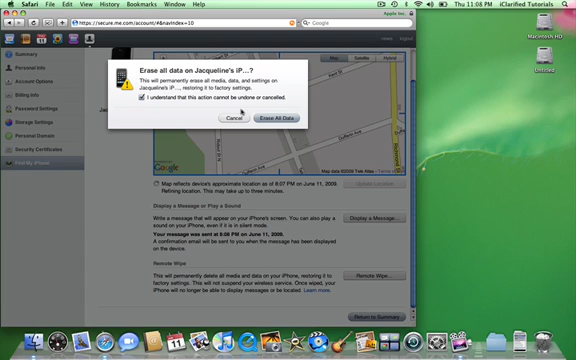 Safari File Edit View History Bookmarks Window Help
Thu 11:08 PM iClarified Tutorials
Apple Inc.
https://secure.me.com/account/#&navindex=10
Google
Macintosh HD
Untitled
Summary
Personal Info
Account Options
Billing Info
Password Settings
Storage Settings
Personal Domain
Security Certificates
Find My iPhone
Map Satellite Hybrid
Erase all data on Jacqueline's iP...?
This will permanently erase all media, data, and settings on
Jacqueline's iP..., restoring it to factory settings.
I understand that this action cannot be undone or cancelled.
Cancel Erase All Data
Google
Map reflects device's approximate location as of 8:07 PM on June 11, 2009.
Refining location. This may take up to three minutes.
Update Location
Display a Message or Play a Sound
Write a message that will appear on your iPhone's screen. You can also play a
sound on your iPhone, even if it is in silent mode.
Display a Message...
Your message was sent at 8:08 PM on June 11, 2009.
A confirmation email will be sent to you when the message has been displayed
on the device.
Remote Wipe
This will permanently delete all media and data on your iPhone, restoring it to
factory settings. This will not suspend your wireless service. Once wiped, your
iPhone will no longer be able to display messages or be located. Learn more.
Remote Wipe...
Return to Summary